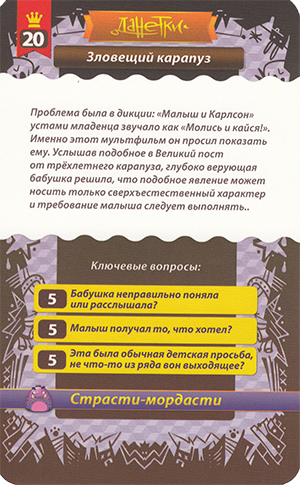 ДАНЕТКИ
20
Зловещий карапуз
Проблема была в дикции: «Малыш и Карлсон»
устами младенца звучало как «Молись и кайся!».
Именно этот мультфильм он просил показать
ему. Услышав подобное в Великий пост
от трёхлетнего карапуза, глубоко верующая
бабушка решила, что подобное явление может
носить только сверхъестественный характер
и требование малыша следует выполнять..
Ключевые вопросы:
5 Бабушка неправильно поняла
или расслышала?
5 Малыш получал то, что хотел?
5 Эта была обычная детская просьба,
не что-то из ряда вон выходящее?
Страсти-мордасти